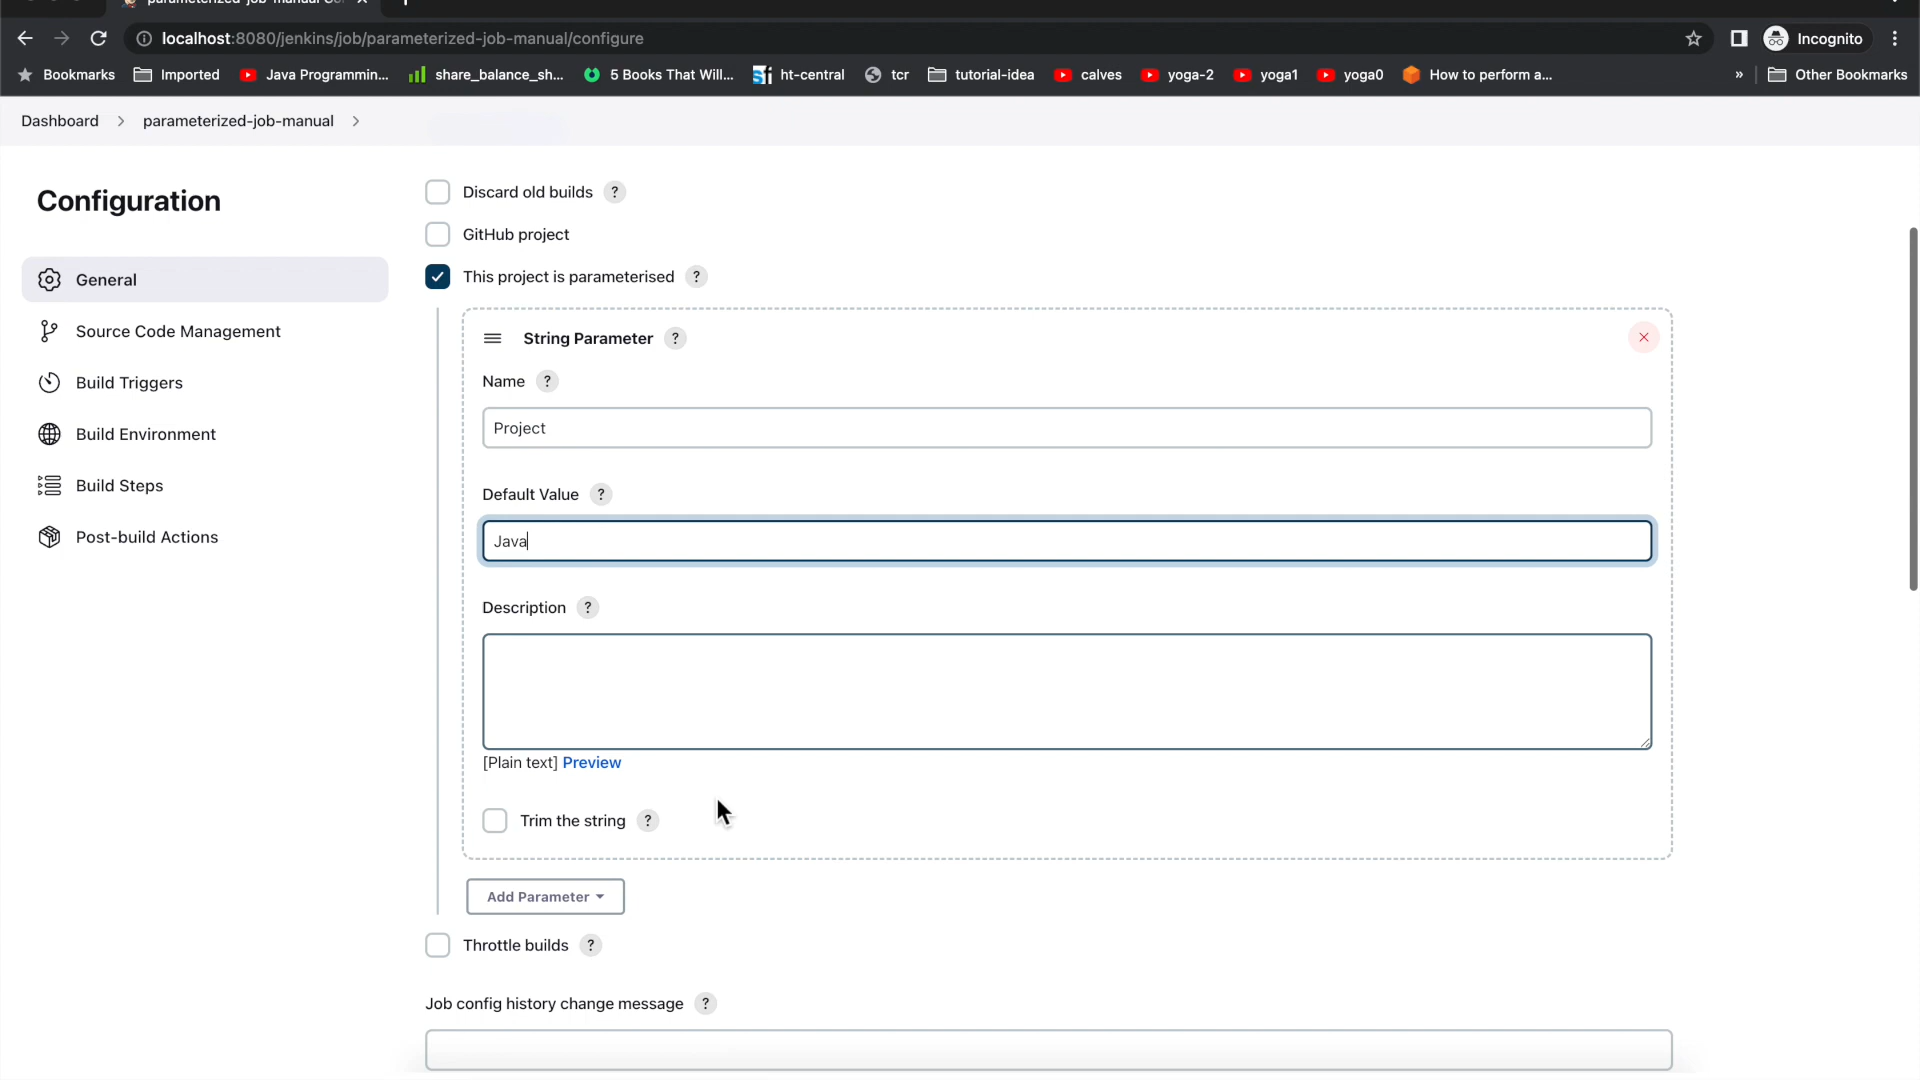 localhost:8080/jenkins/job/parameterized-job-manual/configure
Incognito
Bookmarks
Imported
Java Programmin...
share_balance_sh...
5 Books That Will...
ht-central
tcr
tutorial-idea
calves
yoga-2
yoga1
yoga0
How to perform a...
»
Other Bookmarks
Dashboard > parameterized-job-manual >
Configuration
General
Source Code Management
Build Triggers
Build Environment
Build Steps
Post-build Actions
Discard old builds ?
GitHub project
This project is parameterised ?
String Parameter ?
Name ?
Project
Default Value ?
Java
Description ?
[Plain text] Preview
Trim the string ?
Add Parameter
Throttle builds ?
Job config history change message ?